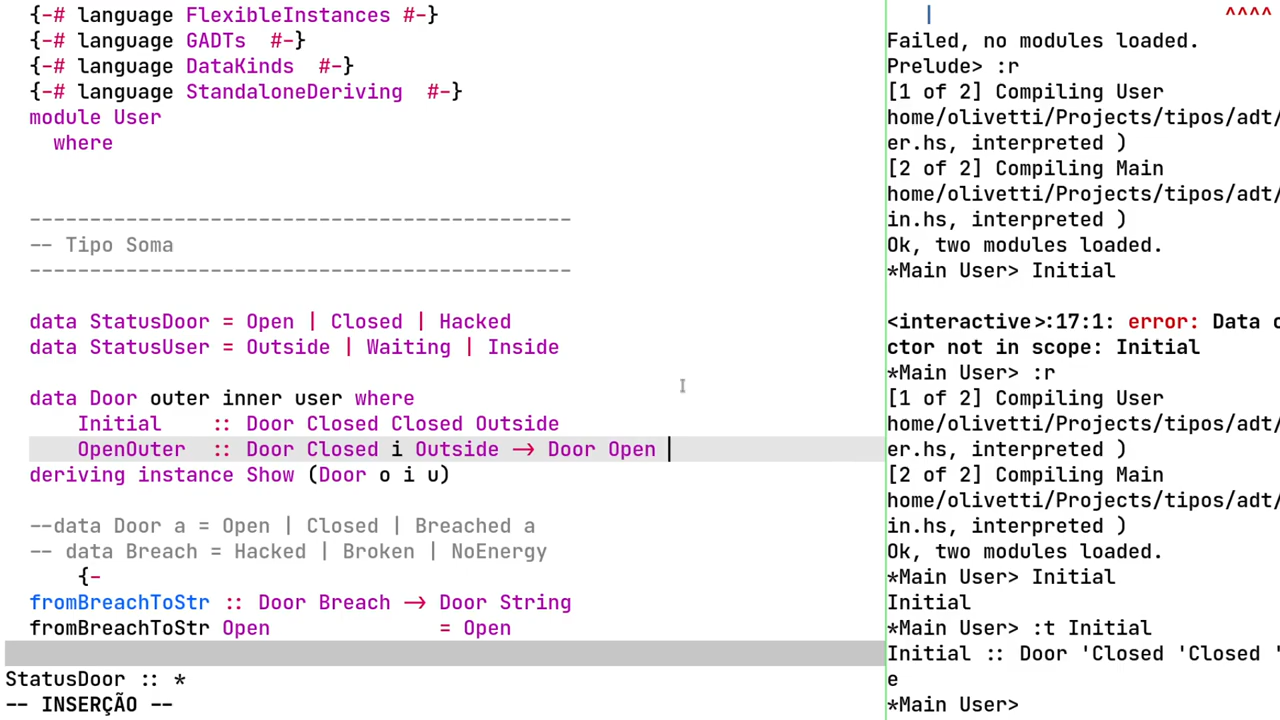 {-# language FlexibleInstances #-}
{-# language GADTs  #-}
{-# language DataKinds  #-}
{-# language StandaloneDeriving  #-}
module User
  where
-------------------------------------------
-- Tipo Soma
-------------------------------------------
data StatusDoor = Open | Closed | Hacked
data StatusUser = Outside | Waiting | Inside
data Door outer inner user where
    Initial    :: Door Closed Closed Outside
    OpenOuter  :: Door Closed i Outside -> Door Open
deriving instance Show (Door o i u)
--data Door a = Open | Closed | Breached a
-- data Breach = Hacked | Broken | NoEnergy
    {-
fromBreachToStr :: Door Breach -> Door String
fromBreachToStr Open              = Open
StatusDoor :: *
-- INSERÇÃO --
   |                         ^^^^
Failed, no modules loaded.
Prelude> :r
[1 of 2] Compiling User
home/olivetti/Projects/tipos/adt/
er.hs, interpreted )
[2 of 2] Compiling Main
home/olivetti/Projects/tipos/adt/
in.hs, interpreted )
Ok, two modules loaded.
*Main User> Initial
<interactive>:17:1: error: Data c
ctor not in scope: Initial
*Main User> :r
[1 of 2] Compiling User
home/olivetti/Projects/tipos/adt/
er.hs, interpreted )
[2 of 2] Compiling Main
home/olivetti/Projects/tipos/adt/
in.hs, interpreted )
Ok, two modules loaded.
*Main User> Initial
Initial
*Main User> :t Initial
Initial :: Door 'Closed 'Closed '
e
*Main User>